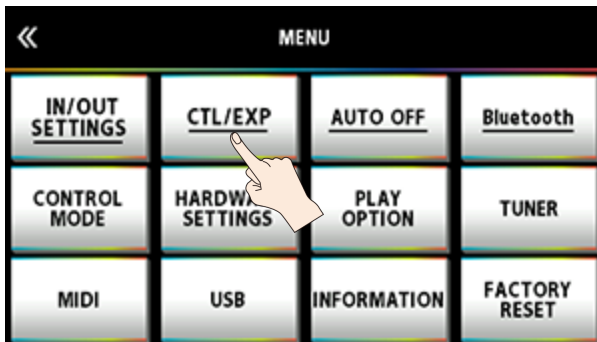 MENU
IN/OUT
SETTINGS
CTL/EXP
AUTO OFF
Bluetooth
CONTROL
MODE
SETTINGS
PLAY
OPTION
TUNER
MIDI
USB
INFORMATION
FACTORY
RESET